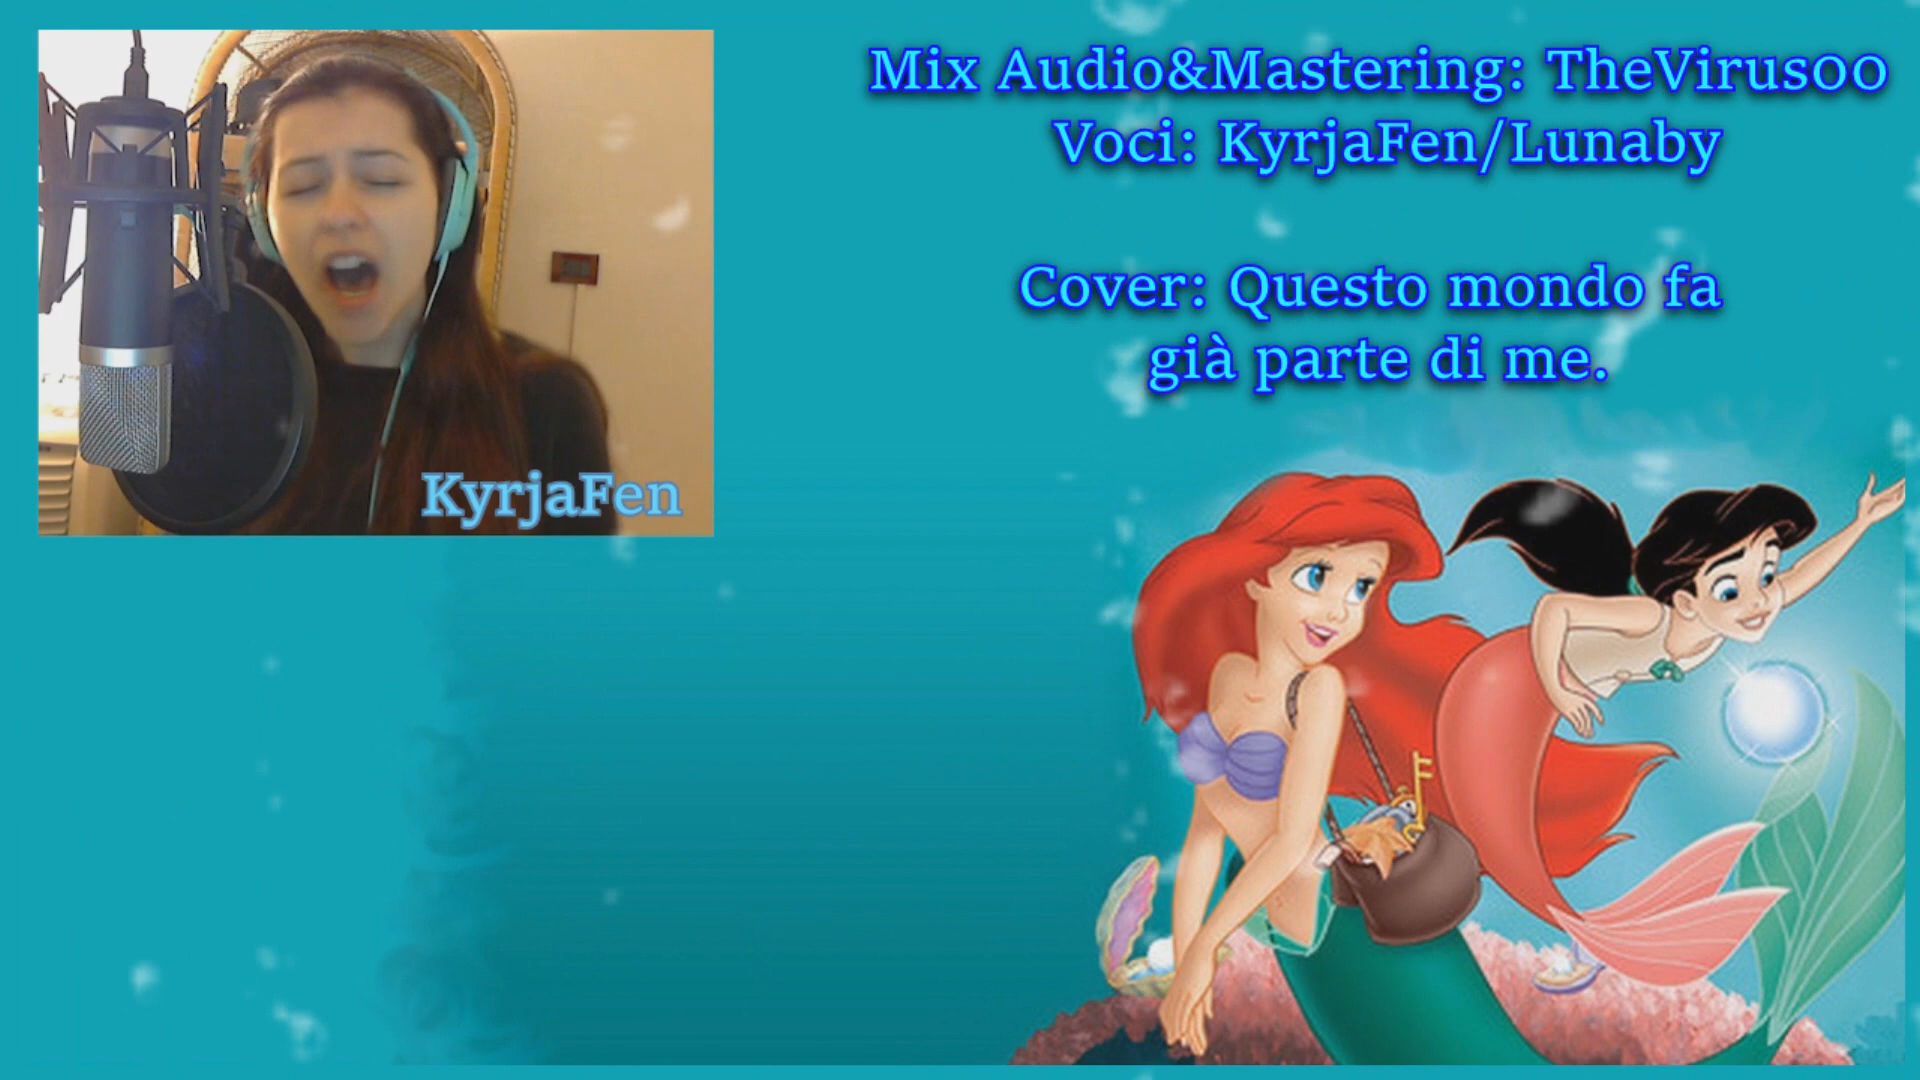 Mix Audio&Mastering: TheVirus00
Voci: KyrjaFen/Lunaby
Cover: Questo mondo fa
già parte di me.
KyrjaFen